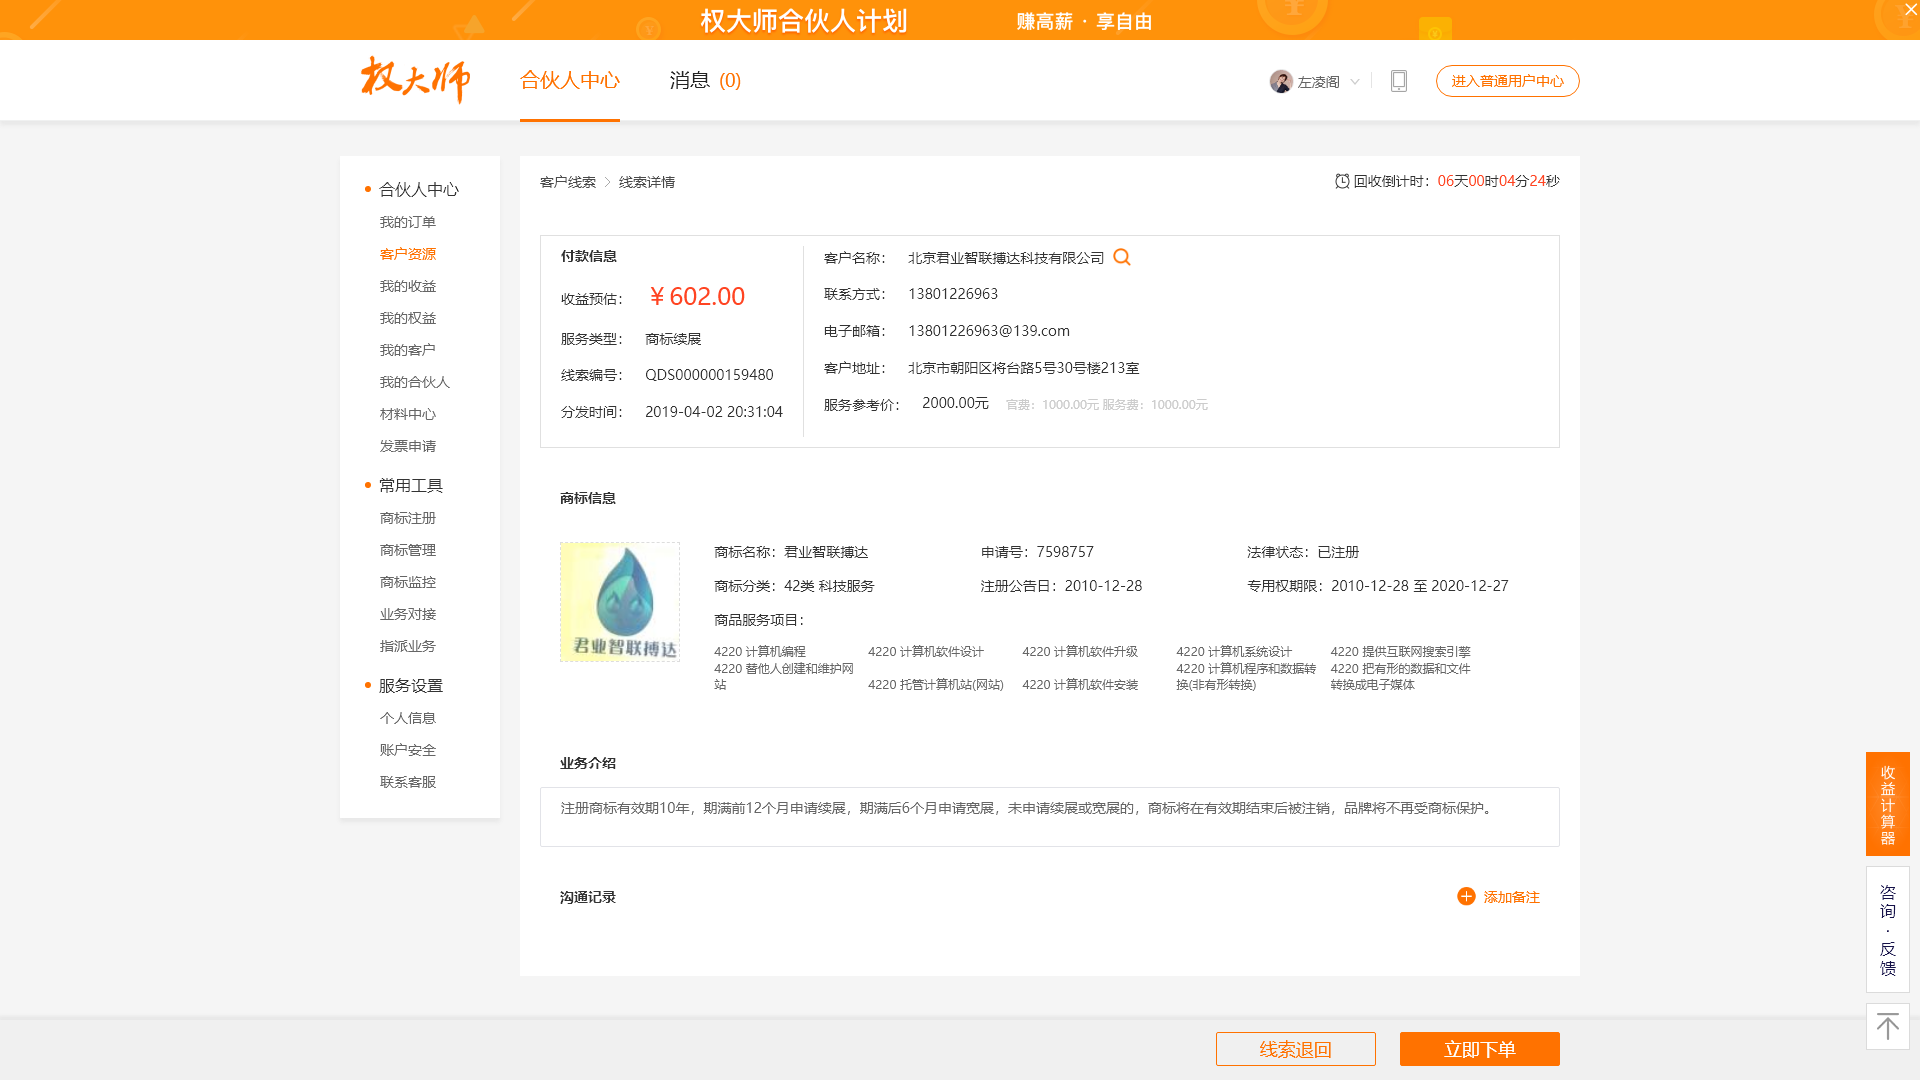 权大师合伙人计划 赚高薪 · 享自由
权大师 合伙人中心 消息 (0) 左凌阁 进入普通用户中心
合伙人中心
我的订单
客户资源
我的收益
我的权益
我的客户
我的合伙人
材料中心
发票申请
常用工具
商标注册
商标管理
商标监控
业务对接
指派业务
服务设置
个人信息
账户安全
联系客服
客户线索 > 线索详情 回收倒计时：06天00时04分24秒
付款信息
收益预估： ￥602.00
服务类型： 商标续展
线索编号： QDS000000159480
分发时间： 2019-04-02 20:31:04
客户名称： 北京君业智联搏达科技有限公司
联系方式： 13801226963
电子邮箱： 13801226963@139.com
客户地址： 北京市朝阳区将台路5号30号楼213室
服务参考价： 2000.00元 官费：1000.00元 服务费：1000.00元
商标信息
君业智联搏达
商标名称：君业智联搏达 申请号：7598757 法律状态：已注册
商标分类：42类 科技服务 注册公告日：2010-12-28 专用权期限：2010-12-28 至 2020-12-27
商品服务项目：
4220 计算机编程 4220 计算机软件设计 4220 计算机软件升级 4220 计算机系统设计 4220 提供互联网搜索引擎
4220 替他人创建和维护网 4220 计算机程序和数据转 4220 把有形的数据和文件
站 4220 托管计算机站(网站) 4220 计算机软件安装 换(非有形转换) 转换成电子媒体
业务介绍
注册商标有效期10年，期满前12个月申请续展，期满后6个月申请宽展，未申请续展或宽展的，商标将在有效期结束后被注销，品牌将不再受商标保护。
沟通记录 添加备注
线索退回 立即下单
收益计算器
咨询·反馈